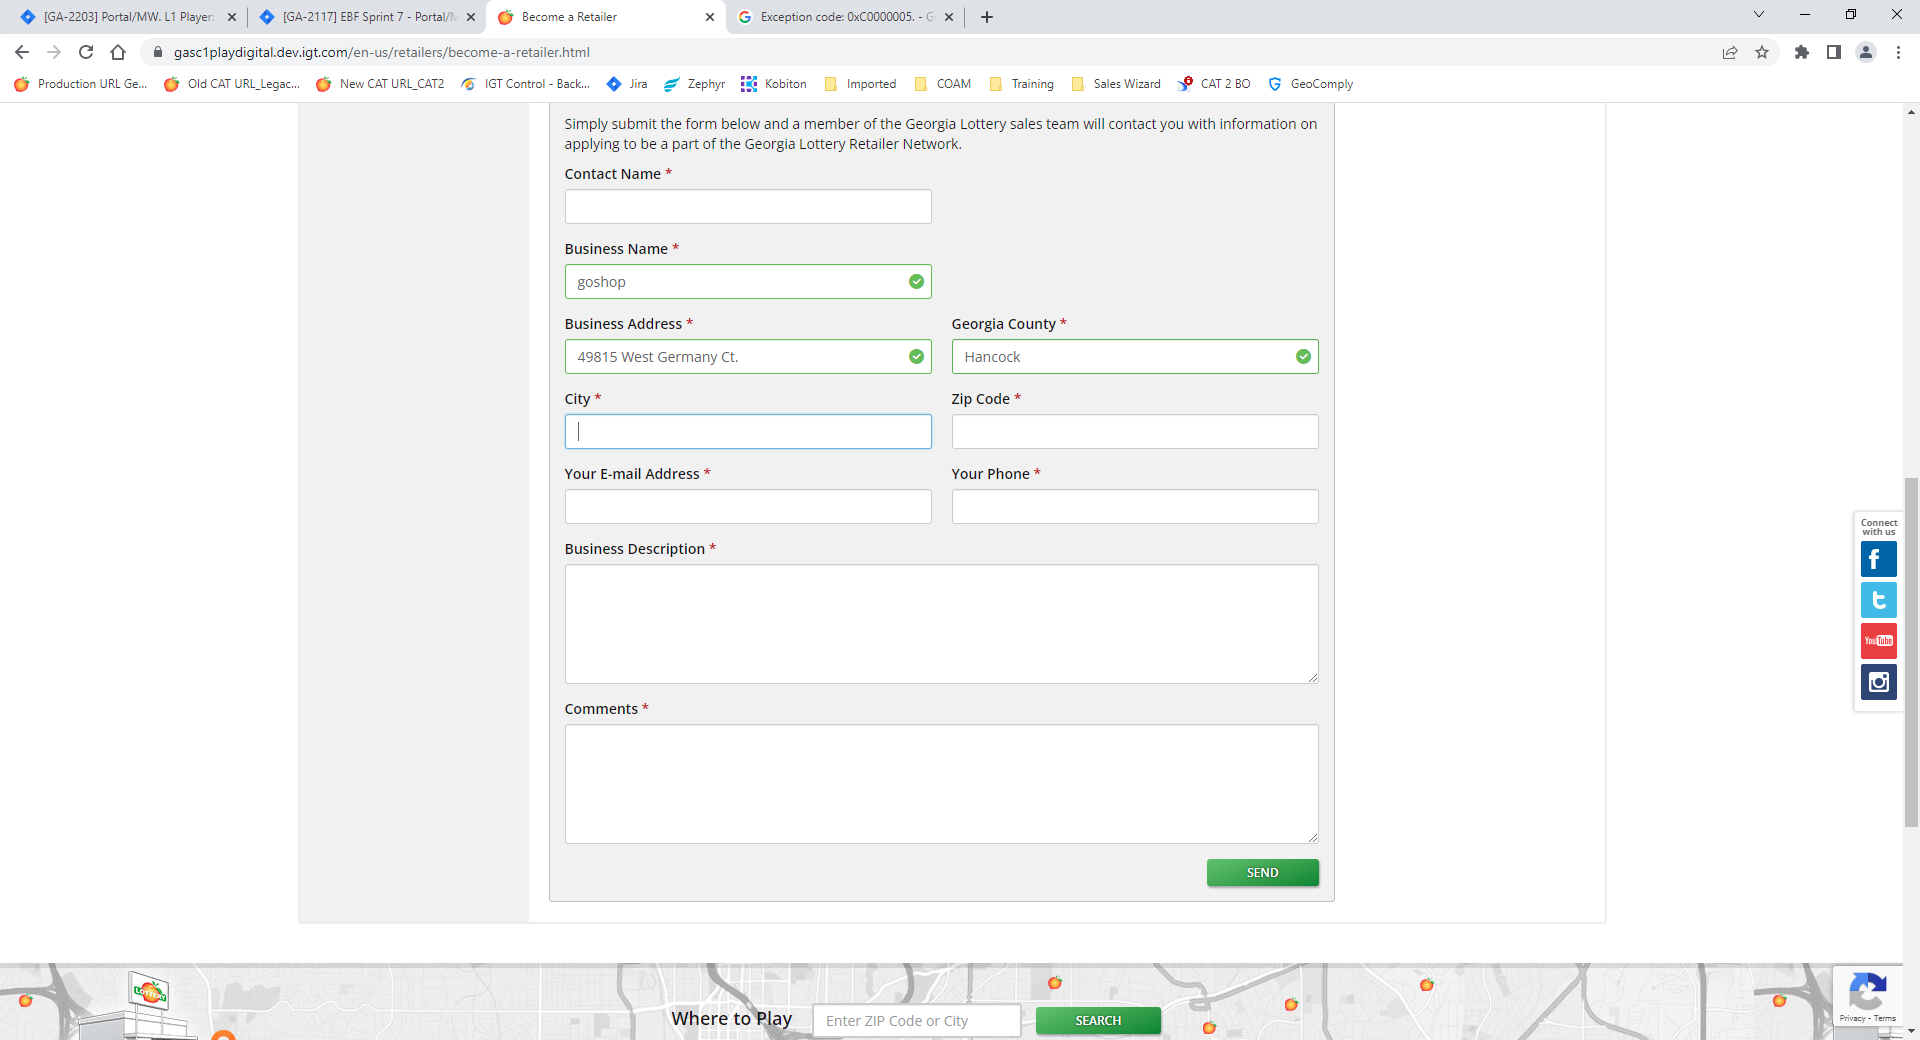 [GA-2203] Portal/MW. L1 Player:
[GA-2117] EBF Sprint 7 - Portal/M
Become a Retailer
Exception code: 0xC0000005. - G
gasc1playdigital.dev.igt.com/en-us/retailers/become-a-retailer.html
Production URL Ge...
Old CAT URL_Legac...
New CAT URL_CAT2
IGT Control - Back...
Jira
Zephyr
Kobiton
Imported
COAM
Training
Sales Wizard
CAT 2 BO
GeoComply
Simply submit the form below and a member of the Georgia Lottery sales team will contact you with information on
applying to be a part of the Georgia Lottery Retailer Network.
Contact Name *
Business Name *
goshop
Business Address *
Georgia County *
49815 West Germany Ct.
Hancock
City *
Zip Code *
Your E-mail Address *
Your Phone *
Connect
with us
Business Description *
YouTube
Comments *
SEND
LOTTERY
Where to Play
Enter ZIP Code or City
SEARCH
Privacy - Terms